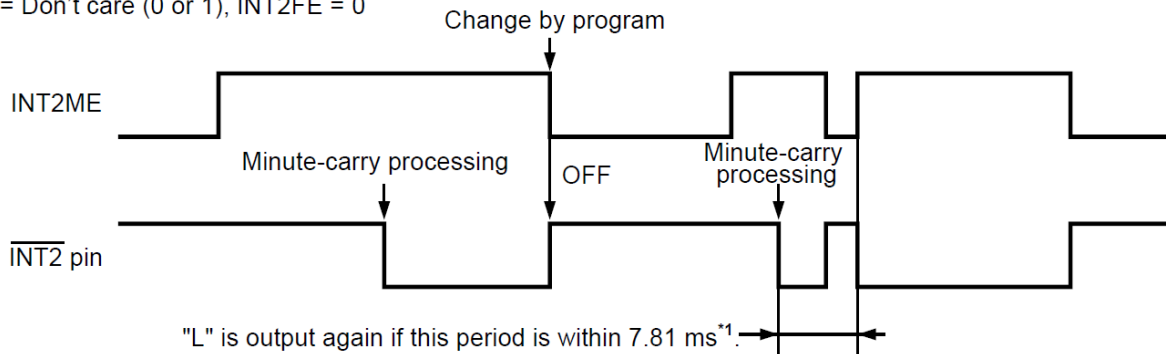 = Don't care (0 or 1), INT2FE = 0
Change by program
INT2ME
Minute-carry processing
OFF
Minute-carry
processing
INT2 pin
"L" is output again if this period is within 7.81 ms*1.